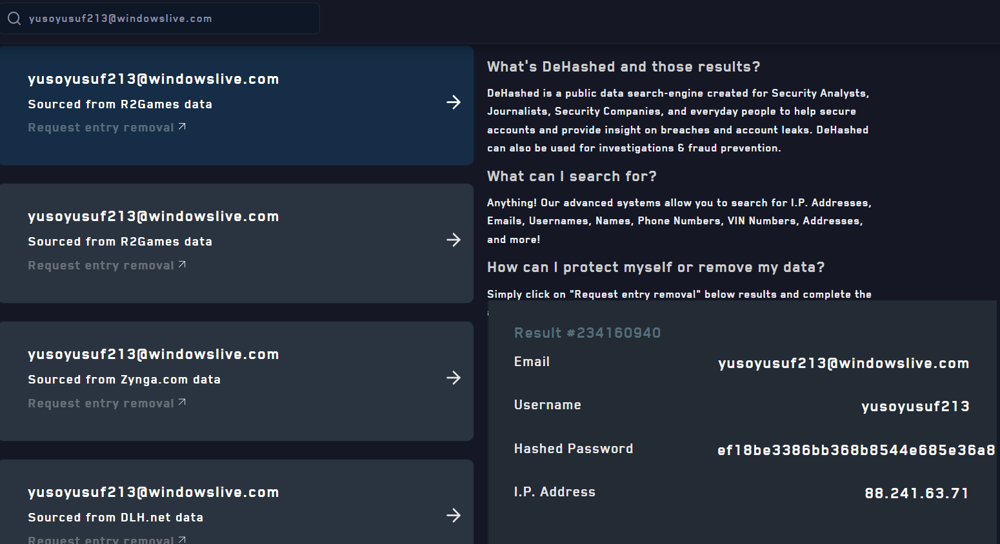 yusoyusuf213@windowslive.com
yusoyusuf213@windowslive.com
Sourced from R2Games data
Request entry removal
yusoyusuf213@windowslive.com
Sourced from R2Games data
Request entry removal
yusoyusuf213@windowslive.com
Sourced from Zynga.com data
Request entry removal
yusoyusuf213@windowslive.com
Sourced from DLH.net data
Request entry removal
What's DeHashed and those results?
DeHashed is a public data search-engine created for Security Analysts,
Journalists, Security Companies, and everyday people to help secure
accounts and provide insight on breaches and account leaks. DeHashed
can also be used for investigations & fraud prevention.
What can I search for?
Anything! Our advanced systems allow you to search for I.P. Addresses,
Emails, Usernames, Names, Phone Numbers, VIN Numbers, Addresses,
and more!
How can I protect myself or remove my data?
Simply click on "Request entry removal" below results and complete the
Result #234160940
Email yusoyusuf213@windowslive.com
Username yusoyusuf213
Hashed Password ef18be3386bb368b8544e685e36a8
I.P. Address 88.241.63.71